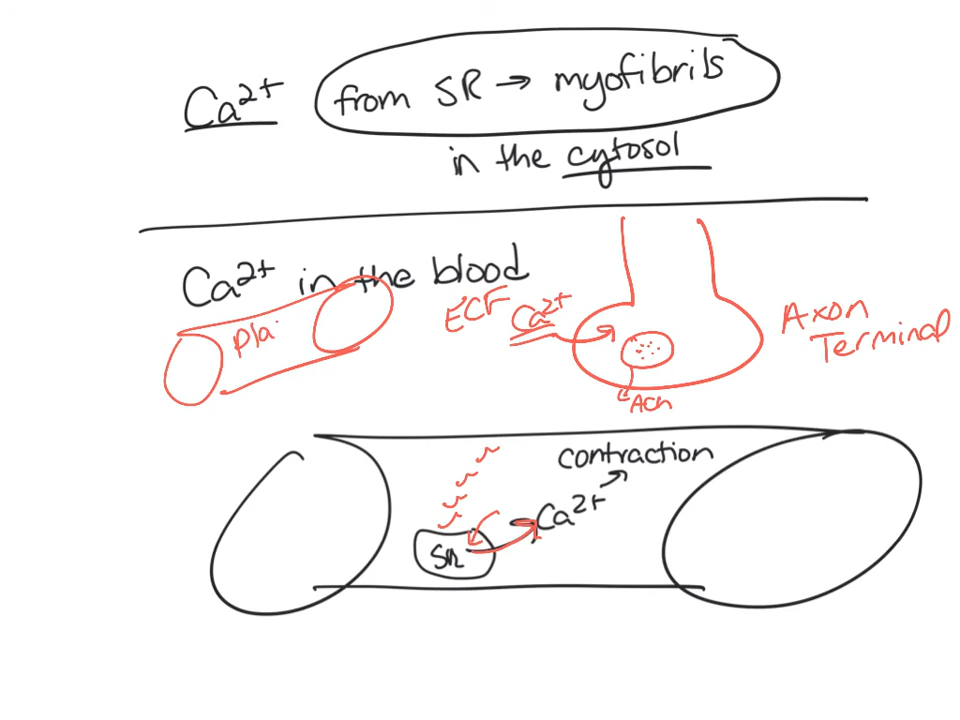 Ca2+ from SR → myofibrils
in the cytosol
Ca2+ in the blood
Pla
ECF Ca2+
Axon
Terminal
ACh
contraction
Ca2+
SR